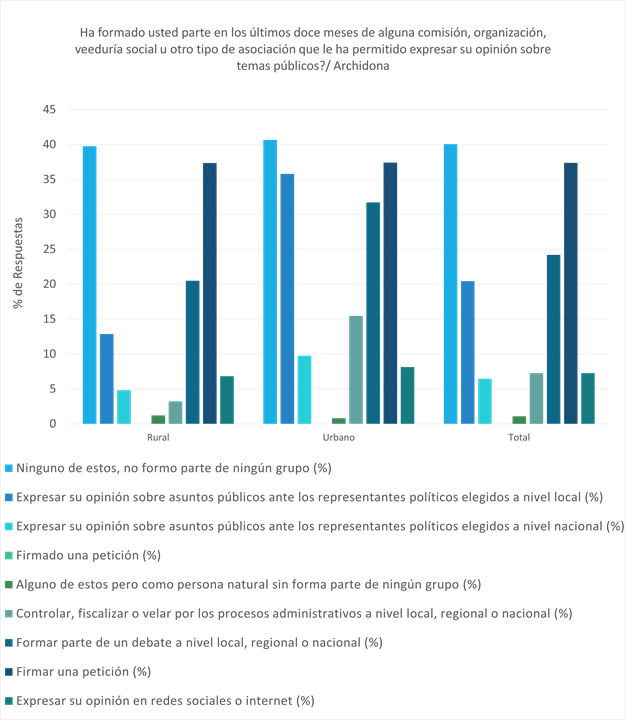 Ha formado usted parte en los últimos doce meses de alguna comisión, organización,
veeduría social u otro tipo de asociación que le ha permitido expresar su opinión sobre
temas públicos?/ Archidona
45
40
35
30
25
20
15
10
5
0
% de Respuestas
Rural
Urbano
Total
Ninguno de estos, no formo parte de ningún grupo (%)
Expresar su opinión sobre asuntos públicos ante los representantes políticos elegidos a nivel local (%)
Expresar su opinión sobre asuntos públicos ante los representantes políticos elegidos a nivel nacional (%)
Firmado una petición (%)
Alguno de estos pero como persona natural sin forma parte de ningún grupo (%)
Controlar, fiscalizar o velar por los procesos administrativos a nivel local, regional o nacional (%)
Formar parte de un debate a nivel local, regional o nacional (%)
Firmar una petición (%)
Expresar su opinión en redes sociales o internet (%)